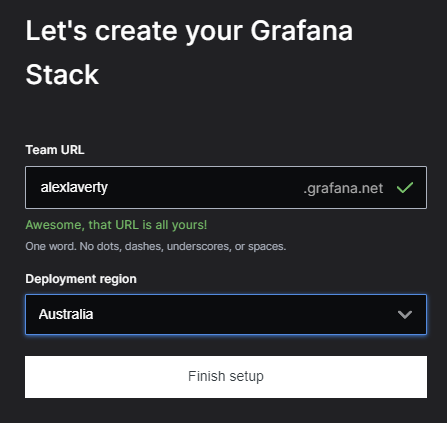 Let's create your Grafana
Stack
Team URL
alexlaverty .grafana.net
Awesome, that URL is all yours!
One word. No dots, dashes, underscores, or spaces.
Deployment region
Australia
Finish setup